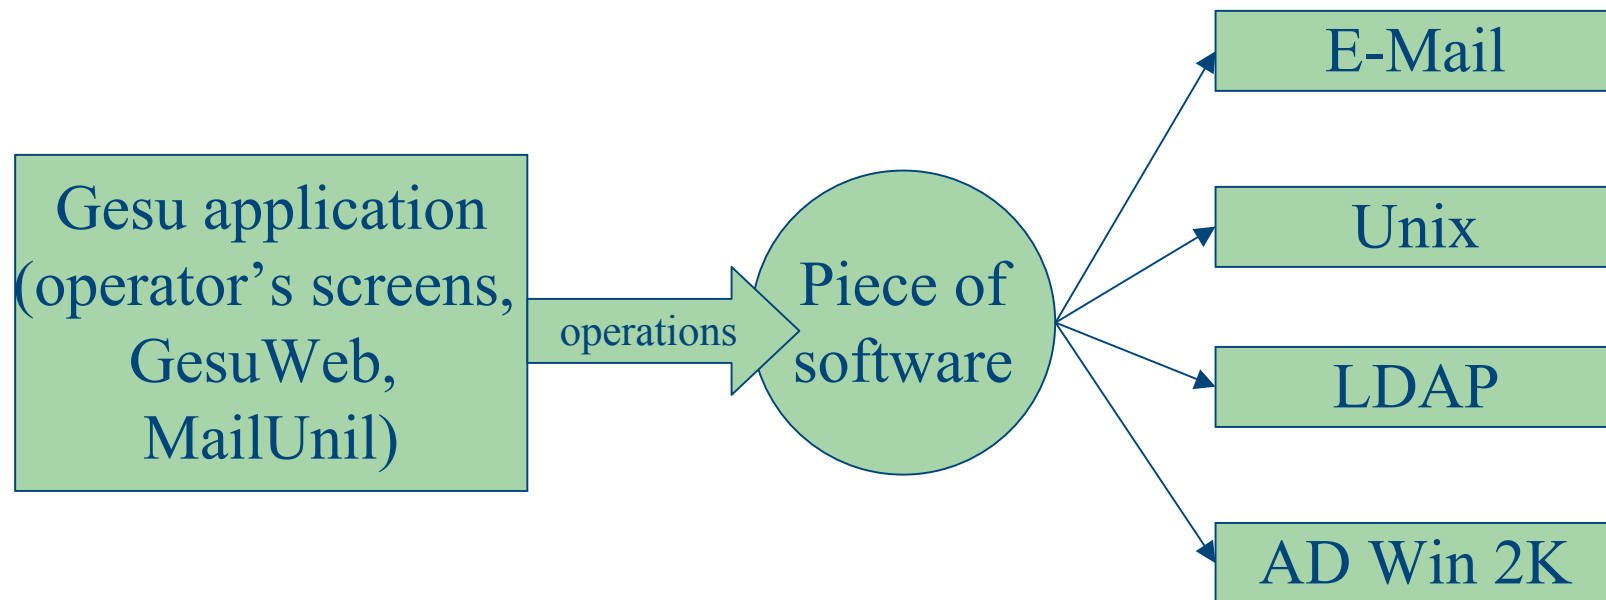 Gesu application
(operator’s screens,
GesuWeb,
MailUnil)
operations
Piece of
software
E-Mail
Unix
LDAP
AD Win 2K